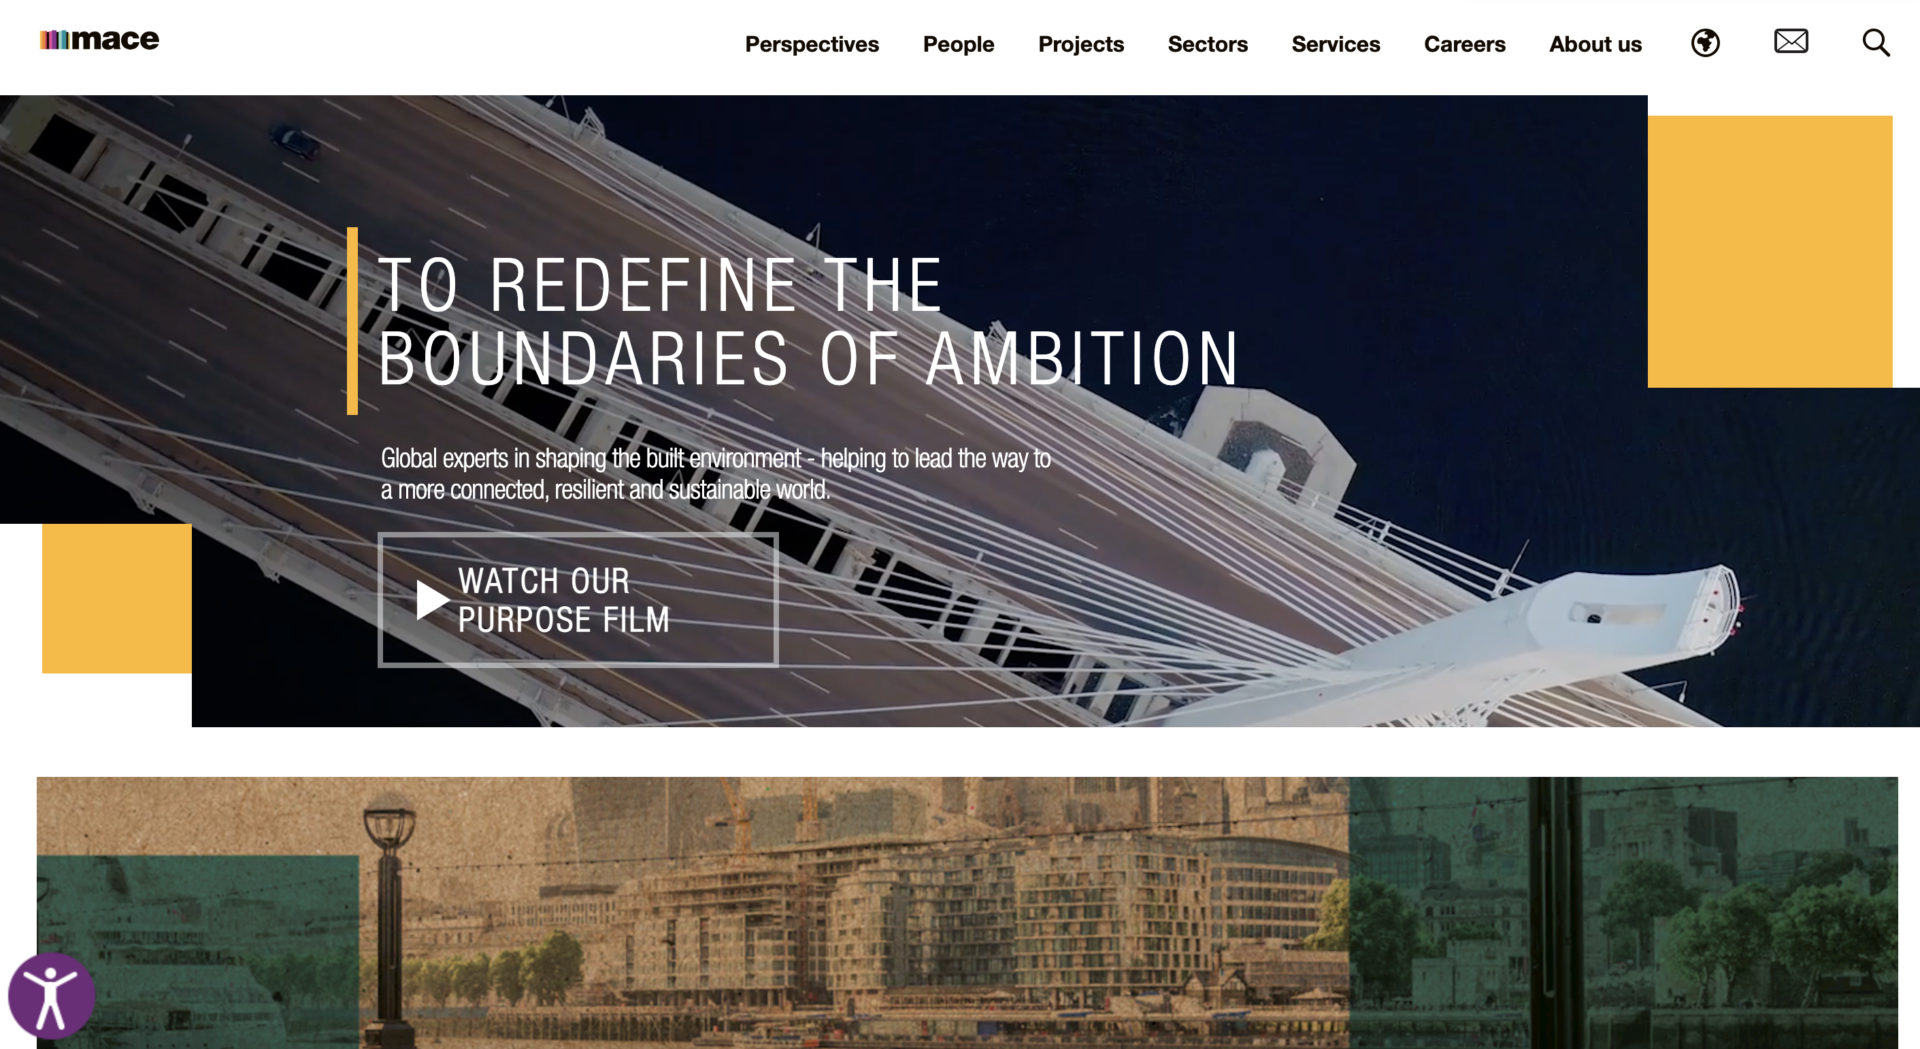 mace
Perspectives People Projects Sectors Services Careers About us
TO REDEFINE THE
BOUNDARIES OF AMBITION
Global experts in shaping the built environment - helping to lead the way to
a more connected, resilient and sustainable world.
WATCH OUR
PURPOSE FILM